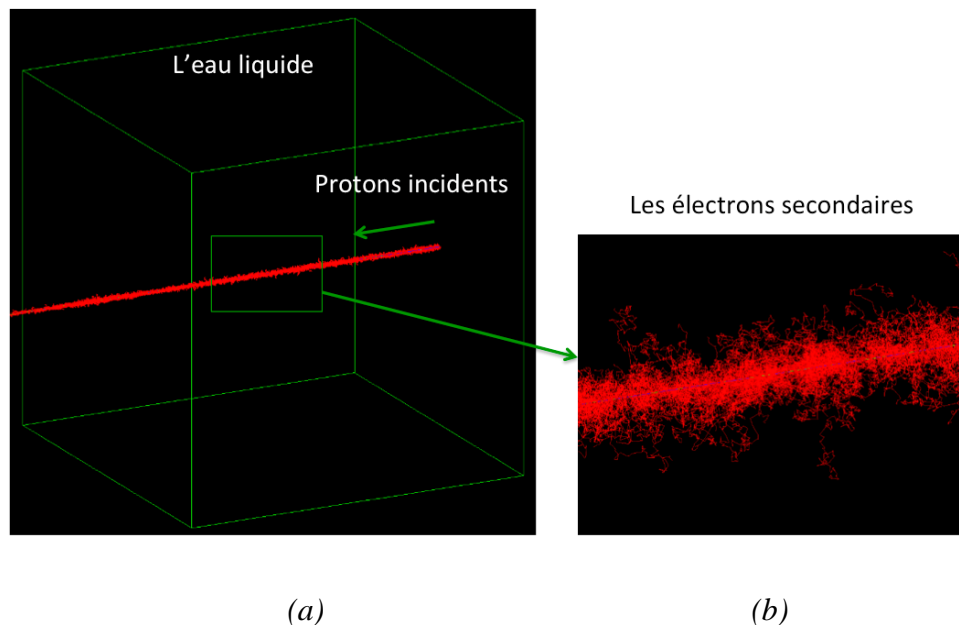 L’eau liquide
Protons incidents
Les électrons secondaires
(a)
(b)